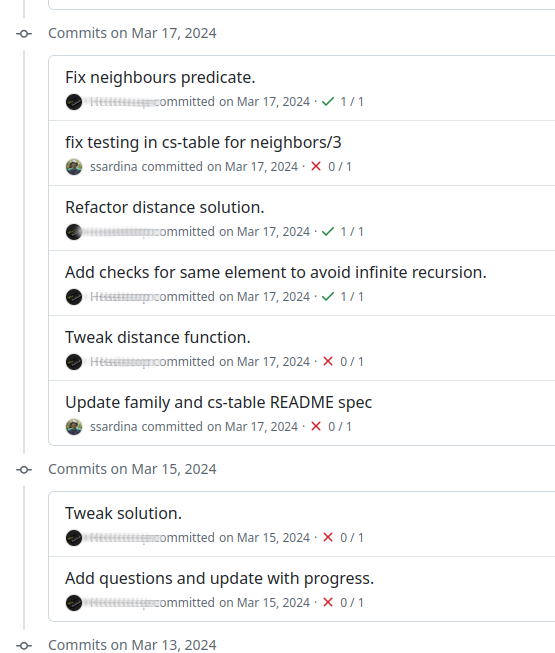 Commits on Mar 17, 2024
Fix neighbours predicate.
committed on Mar 17, 2024 · 1 / 1
fix testing in cs-table for neighbors/3
ssardina committed on Mar 17, 2024 · 0 / 1
Refactor distance solution.
committed on Mar 17, 2024 · 1 / 1
Add checks for same element to avoid infinite recursion.
committed on Mar 17, 2024 · 1 / 1
Tweak distance function.
committed on Mar 17, 2024 · 0 / 1
Update family and cs-table README spec
ssardina committed on Mar 17, 2024 · 0 / 1
Commits on Mar 15, 2024
Tweak solution.
committed on Mar 15, 2024 · 0 / 1
Add questions and update with progress.
committed on Mar 15, 2024 · 0 / 1
Commits on Mar 13, 2024